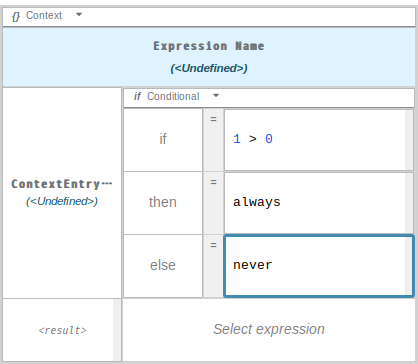 {} Context
Expression Name
(<Undefined>)
ContextEntry...
(<Undefined>)
if Conditional
if = 1 > 0
then = always
else = never
<result>
Select expression